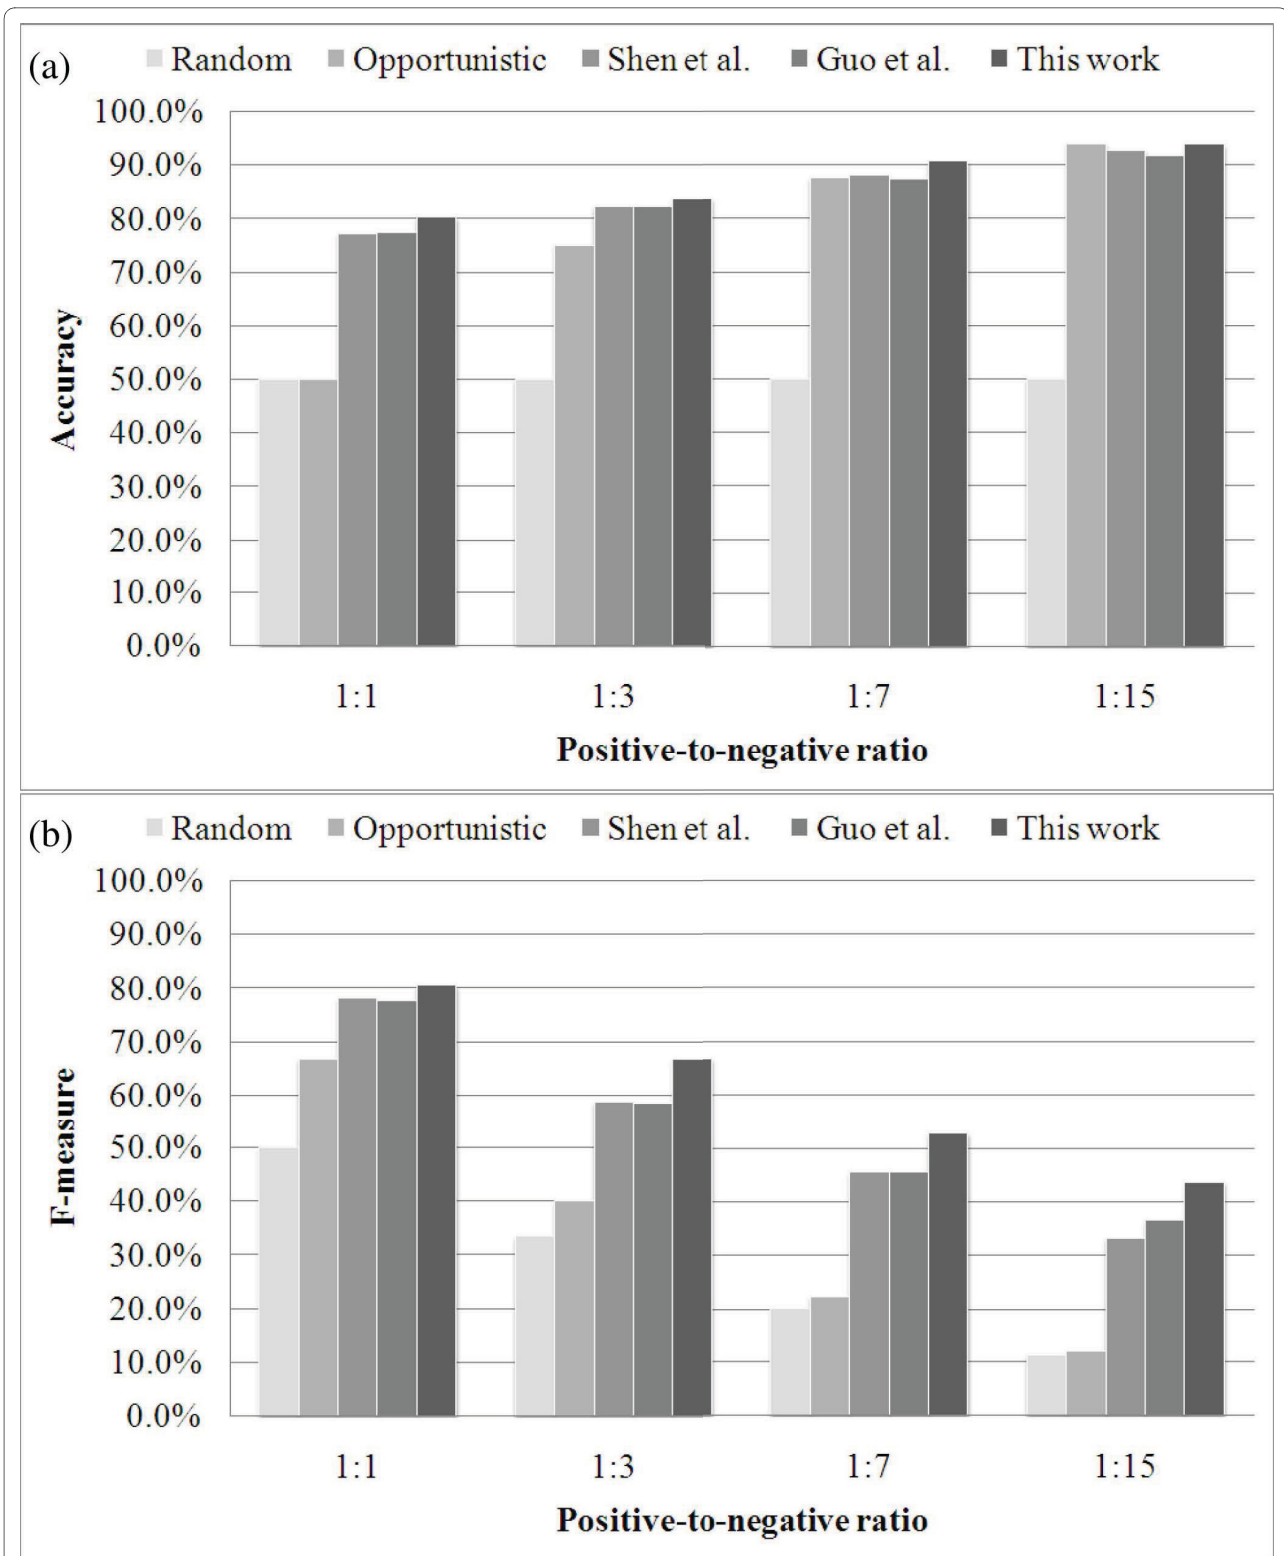 (a)
Random Opportunistic Shen et al. Guo et al. This work
100.0%
90.0%
80.0%
70.0%
60.0%
50.0%
40.0%
30.0%
20.0%
10.0%
0.0%
Accuracy
1:1 1:3 1:7 1:15
Positive-to-negative ratio
(b)
Random Opportunistic Shen et al. Guo et al. This work
100.0%
90.0%
80.0%
70.0%
60.0%
50.0%
40.0%
30.0%
20.0%
10.0%
0.0%
F-measure
1:1 1:3 1:7 1:15
Positive-to-negative ratio